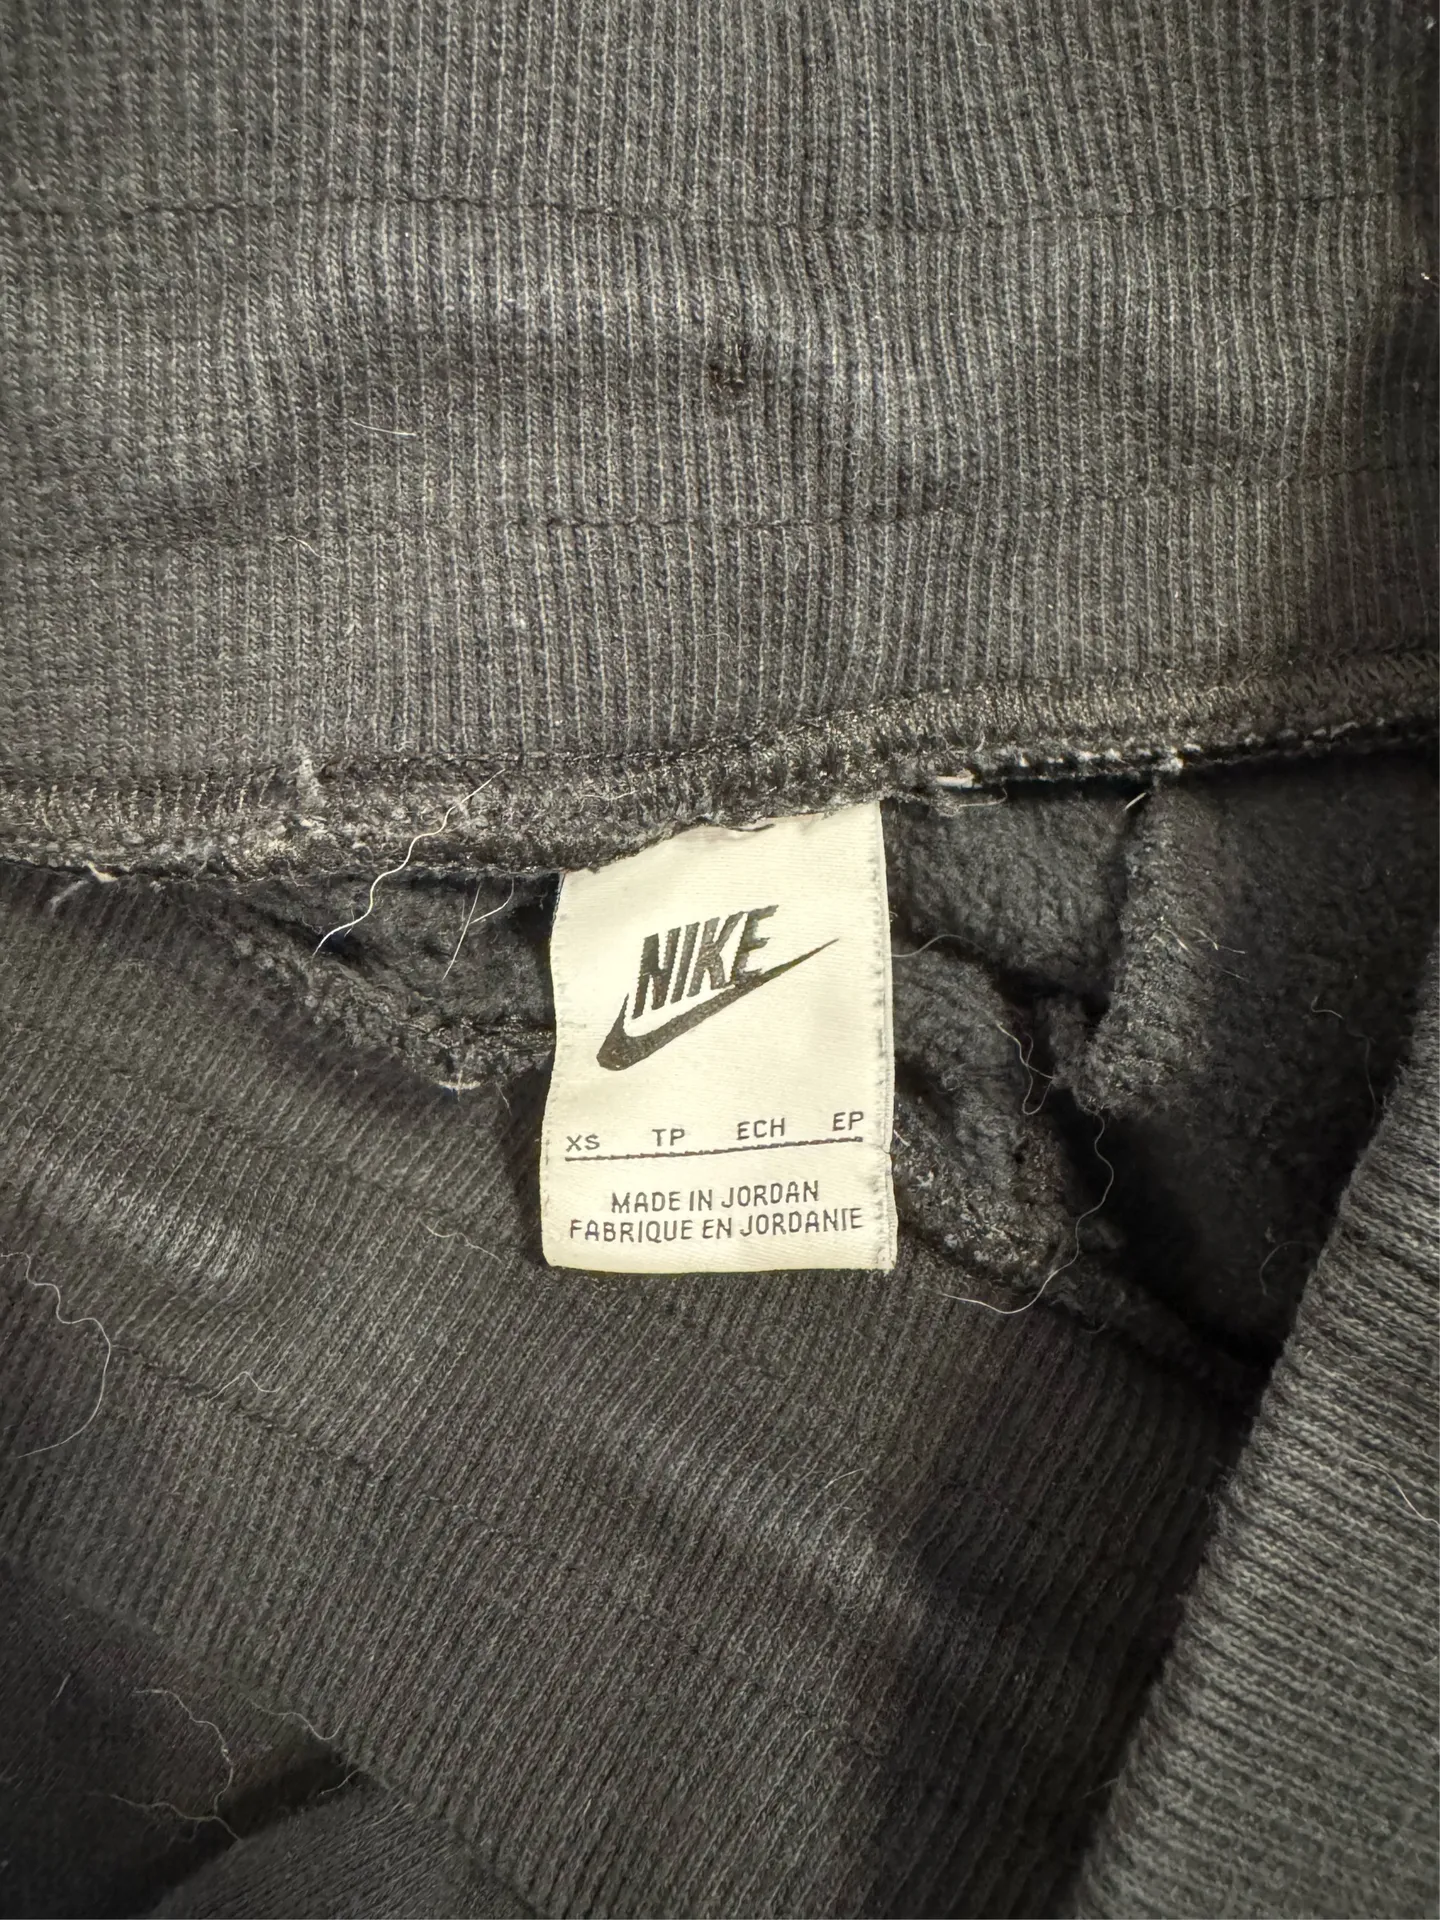 NIKE
XS TP ECH EP
MADE IN JORDAN
FABRIQUE EN JORDANIE